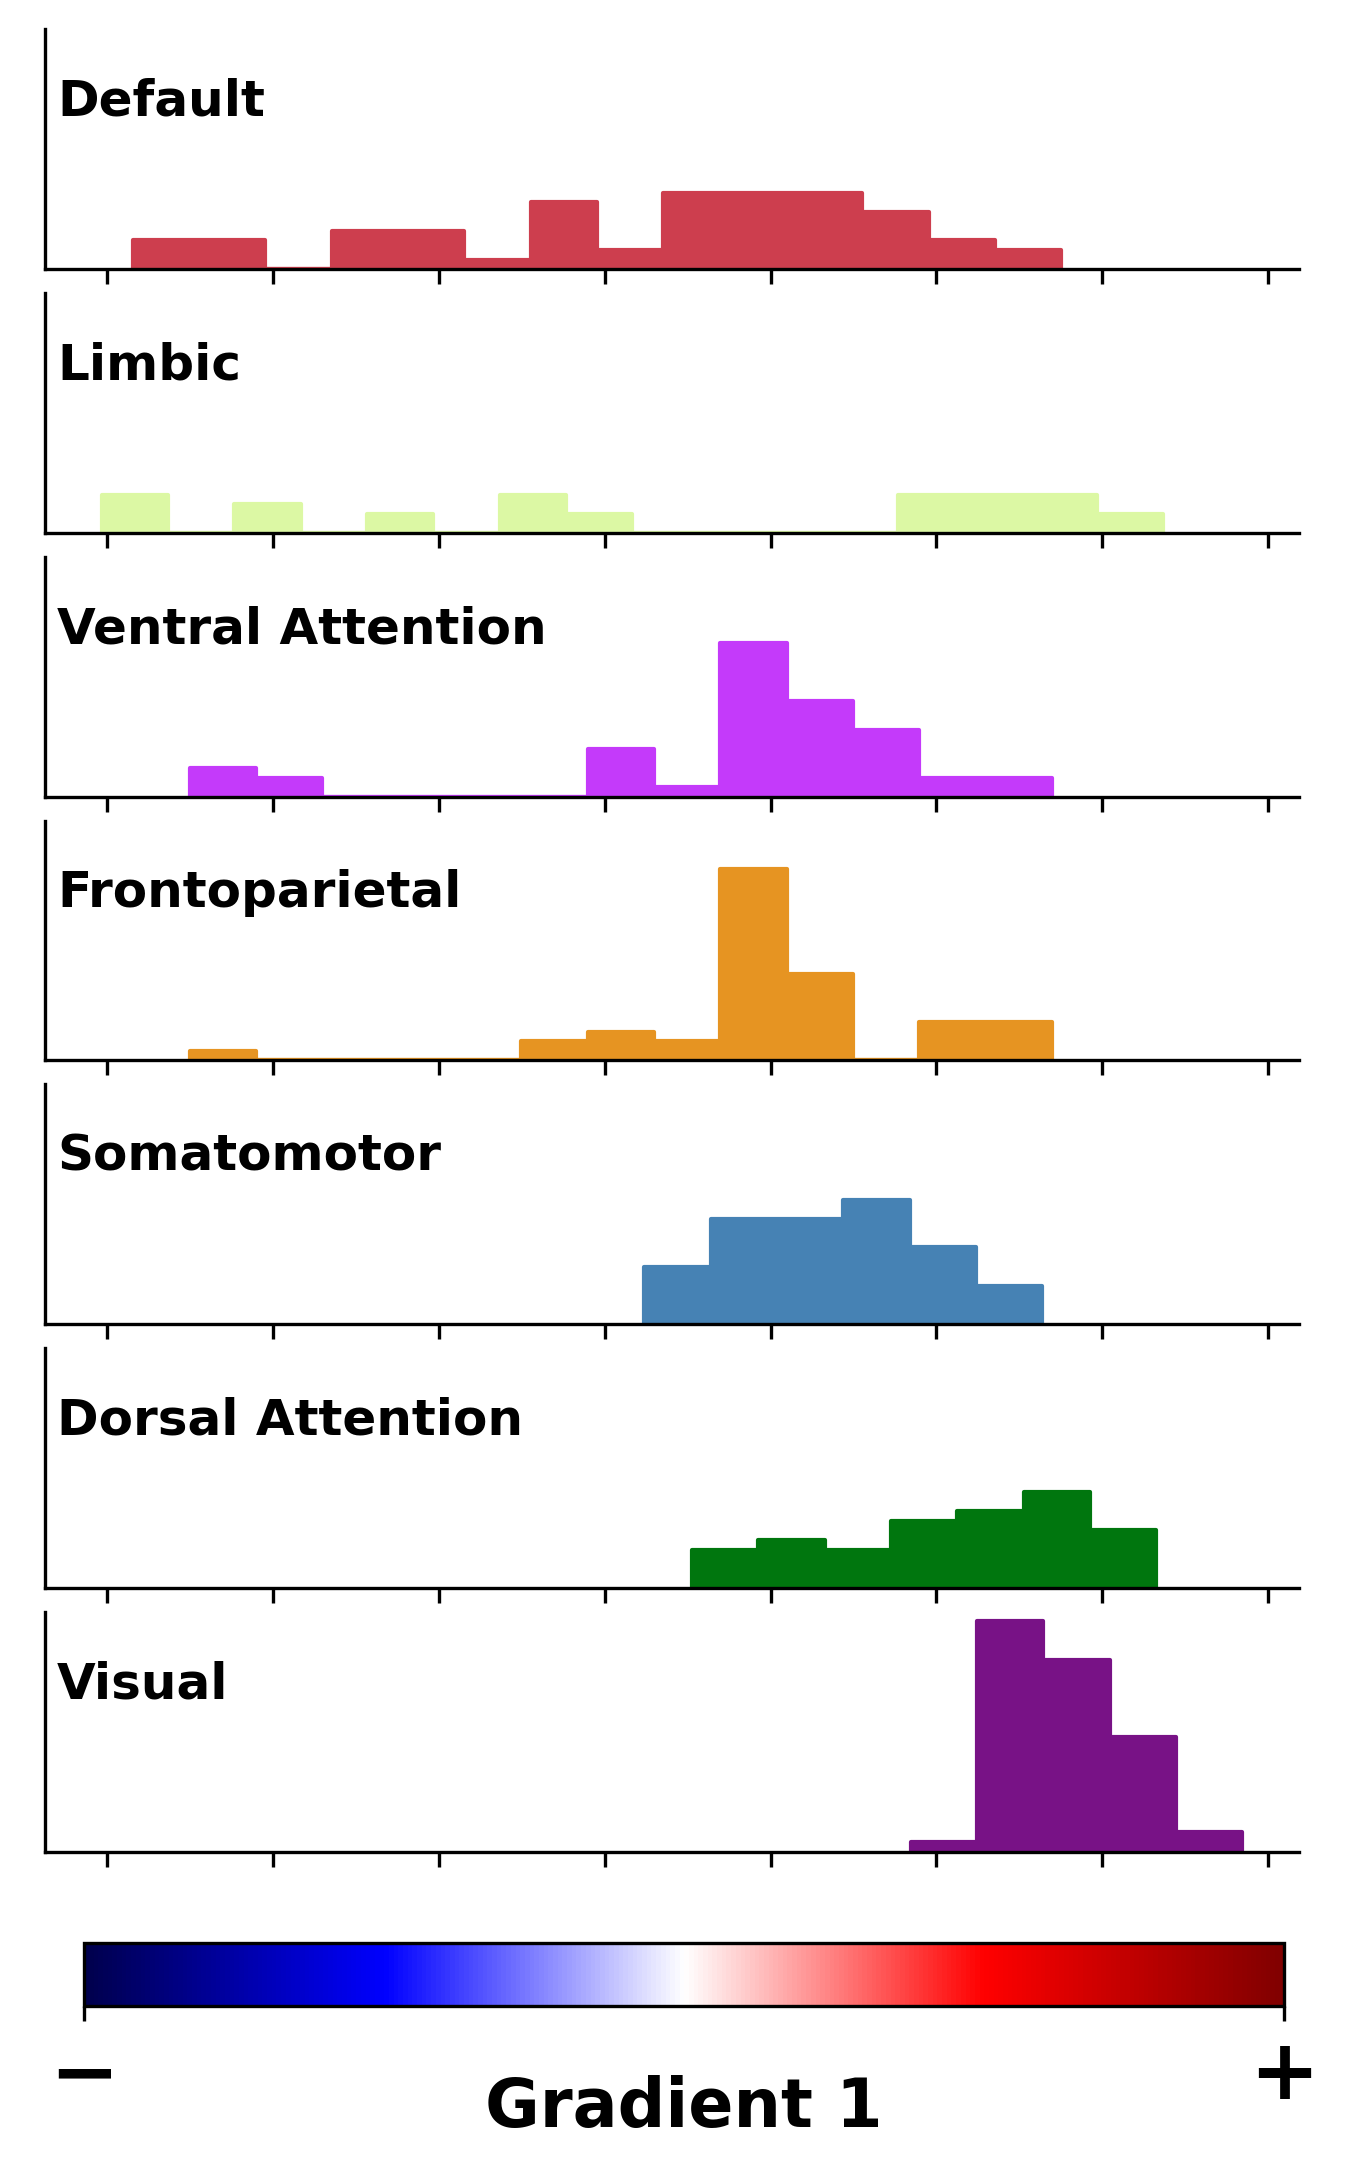 Default
Limbic
Ventral Attention
Frontoparietal
Somatomotor
Dorsal Attention
Visual
− +
Gradient 1